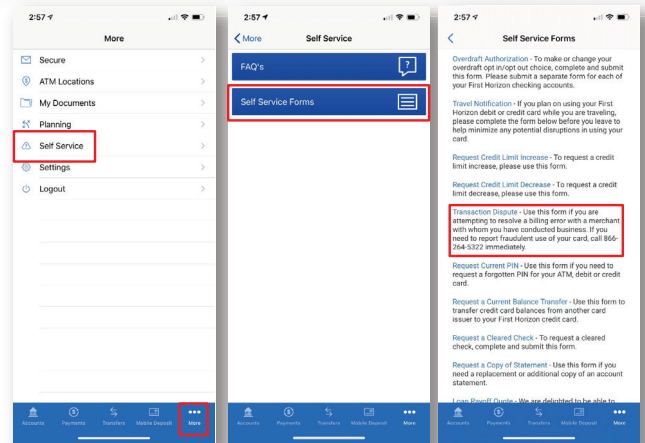 2:57
More
Secure
ATM Locations
My Documents
Planning
Self Service
Settings
Logout
Accounts Payments Transfers Mobile Deposit More
2:57
More Self Service
FAQ's
?
Self Service Forms
Accounts Payments Transfers Mobile Deposit More
2:57
Self Service Forms
Overdraft Authorization - To make or change your
overdraft opt in/opt out choice, complete and submit
this form. Please submit a separate form for each of
your First Horizon checking accounts.
Travel Notification - If you plan on using your First
Horizon debit or credit card while you are traveling,
please complete the form below before you leave to
help minimize any potential disruptions in using your
card.
Request Credit Limit Increase - To request a credit
limit increase, please use this form.
Request Credit Limit Decrease - To request a credit
limit decrease, please use this form.
Transaction Dispute - Use this form if you are
attempting to resolve a billing error with a merchant
with whom you have conducted business. If you
need to report fraudulent use of your card, call 866-
264-5322 immediately.
Request Current PIN - Use this form if you need to
request a forgotten PIN for your ATM, debit or credit
card.
Request a Current Balance Transfer - Use this form to
transfer credit card balances from another card
issuer to your First Horizon credit card.
Request a Cleared Check - To request a cleared
check, complete and submit this form.
Request a Copy of Statement - Use this form if you
need a replacement or additional copy of an account
statement.
Loan Payoff Quote - We are delighted to be able to
Accounts Payments Transfers Mobile Deposit More